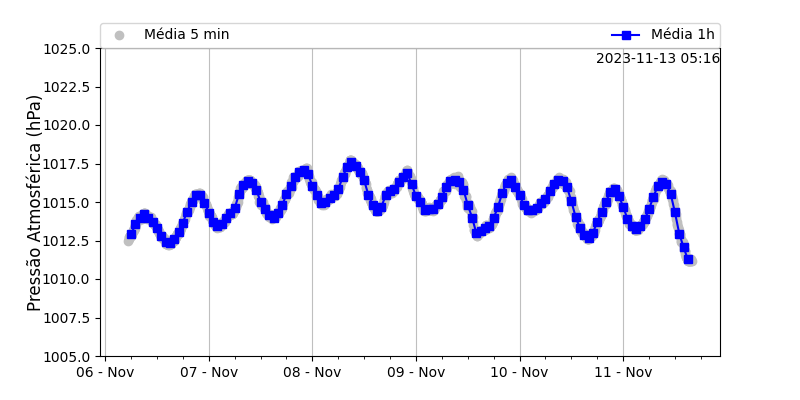 Média 5 min
Média 1h
2023-11-13 05:16
Pressão Atmosférica (hPa)
1025.0
1022.5
1020.0
1017.5
1015.0
1012.5
1010.0
1007.5
1005.0
06 - Nov
07 - Nov
08 - Nov
09 - Nov
10 - Nov
11 - Nov